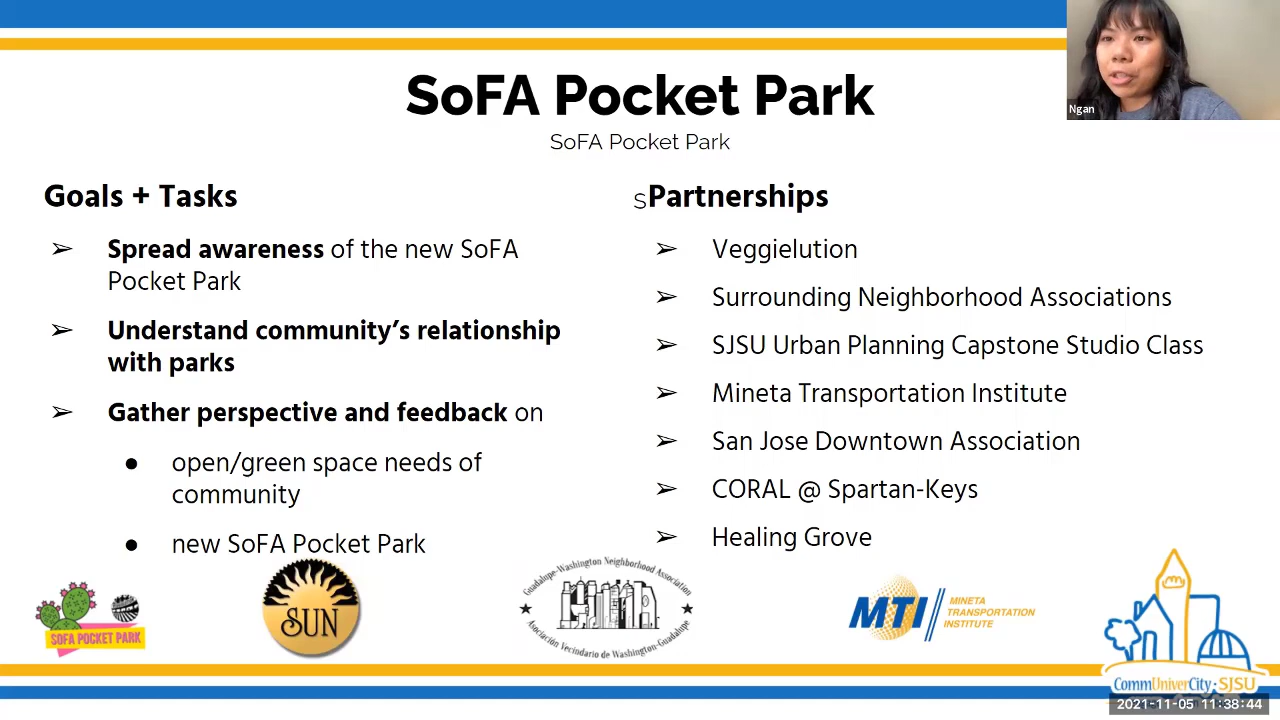 SoFA Pocket Park
SoFA Pocket Park
Ngan
Goals + Tasks
➢ Spread awareness of the new SoFA
Pocket Park
➢ Understand community's relationship
with parks
➢ Gather perspective and feedback on
● open/green space needs of
community
● new SoFA Pocket Park
sPartnerships
➢ Veggielution
➢ Surrounding Neighborhood Associations
➢ SJSU Urban Planning Capstone Studio Class
➢ Mineta Transportation Institute
➢ San Jose Downtown Association
➢ CORAL @ Spartan-Keys
➢ Healing Grove
SOFA POCKET PARK
SUN
Guadalupe-Washington Neighborhood Association
Asociación Vecindario de Washington-Guadalupe
MTI
MINETA
TRANSPORTATION
INSTITUTE
CommUniverCity · SJSU
2021-11-05 11:38:44